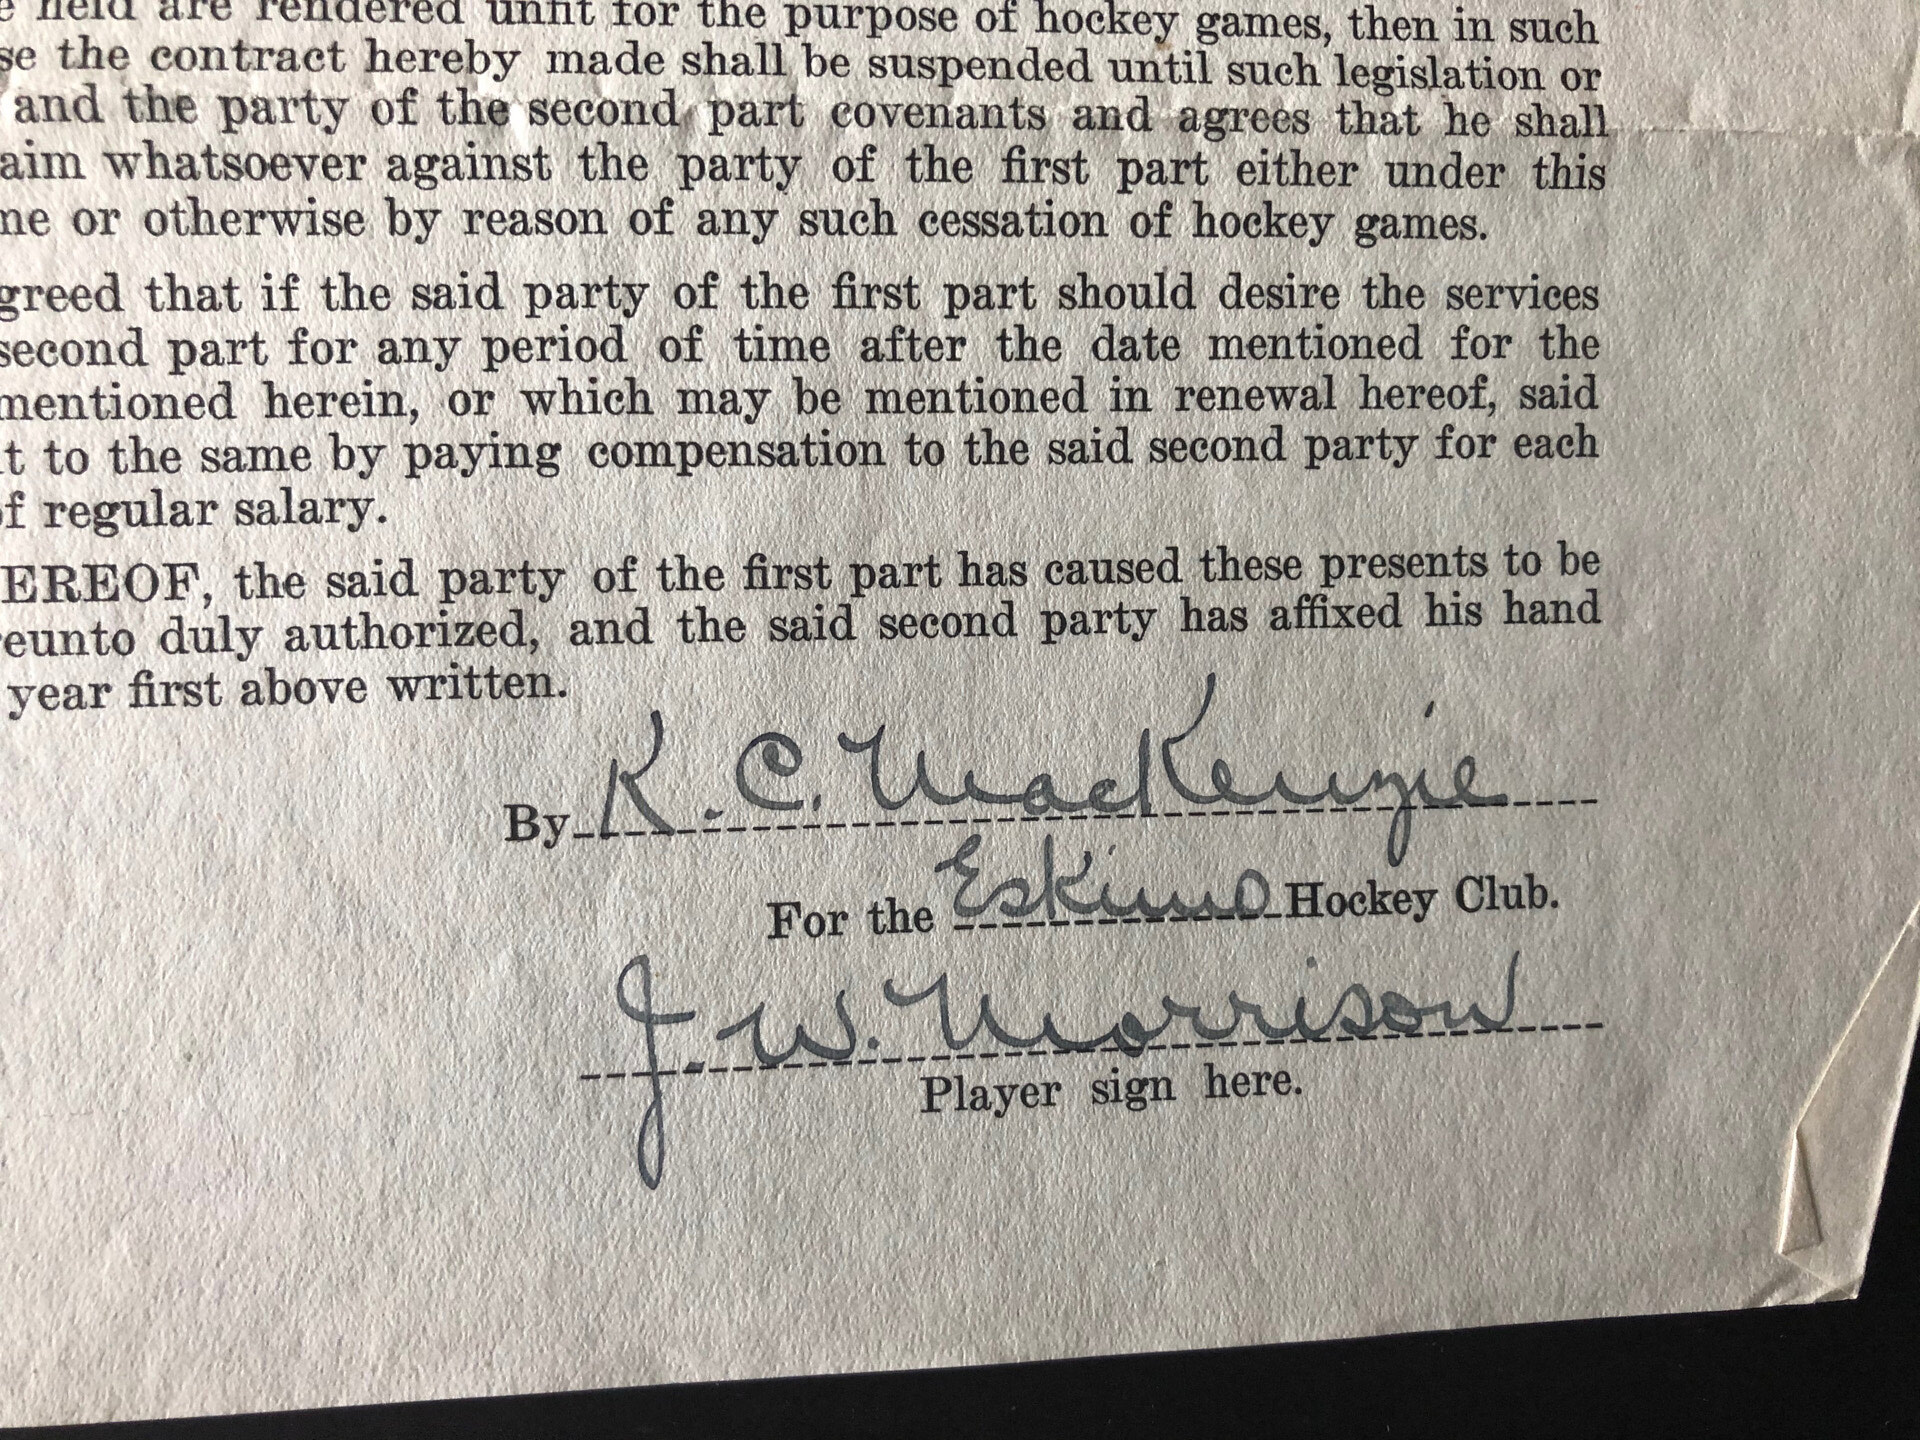 held are rendered unfit for the purpose of hockey games, then in such
se the contract hereby made shall be suspended until such legislation or
and the party of the second part covenants and agrees that he shall
aim whatsoever against the party of the first part either under this
ne or otherwise by reason of any such cessation of hockey games.
greed that if the said party of the first part should desire the services
second part for any period of time after the date mentioned for the
mentioned herein, or which may be mentioned in renewal hereof, said
t to the same by paying compensation to the said second party for each
of regular salary.
EREOF, the said party of the first part has caused these presents to be
eunto duly authorized, and the said second party has affixed his hand
year first above written.
By K. C. MacKenzie
For the Eskimo Hockey Club.
J. W. Morrison
Player sign here.